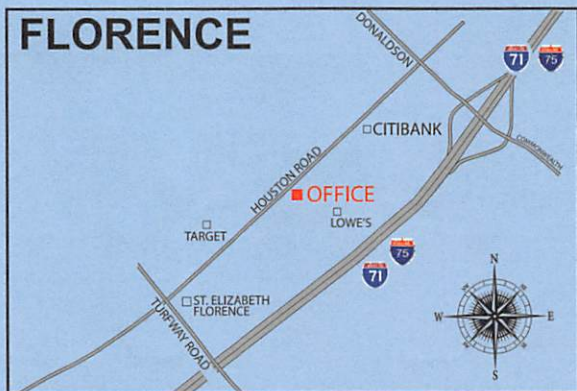 FLORENCE
DONALDSON
71
75
CITIBANK
COMMONWEALTH
HOUSTON ROAD
OFFICE
LOWE'S
TARGET
75
71
ST. ELIZABETH
FLORENCE
TURFWAY ROAD
N
W
E
S